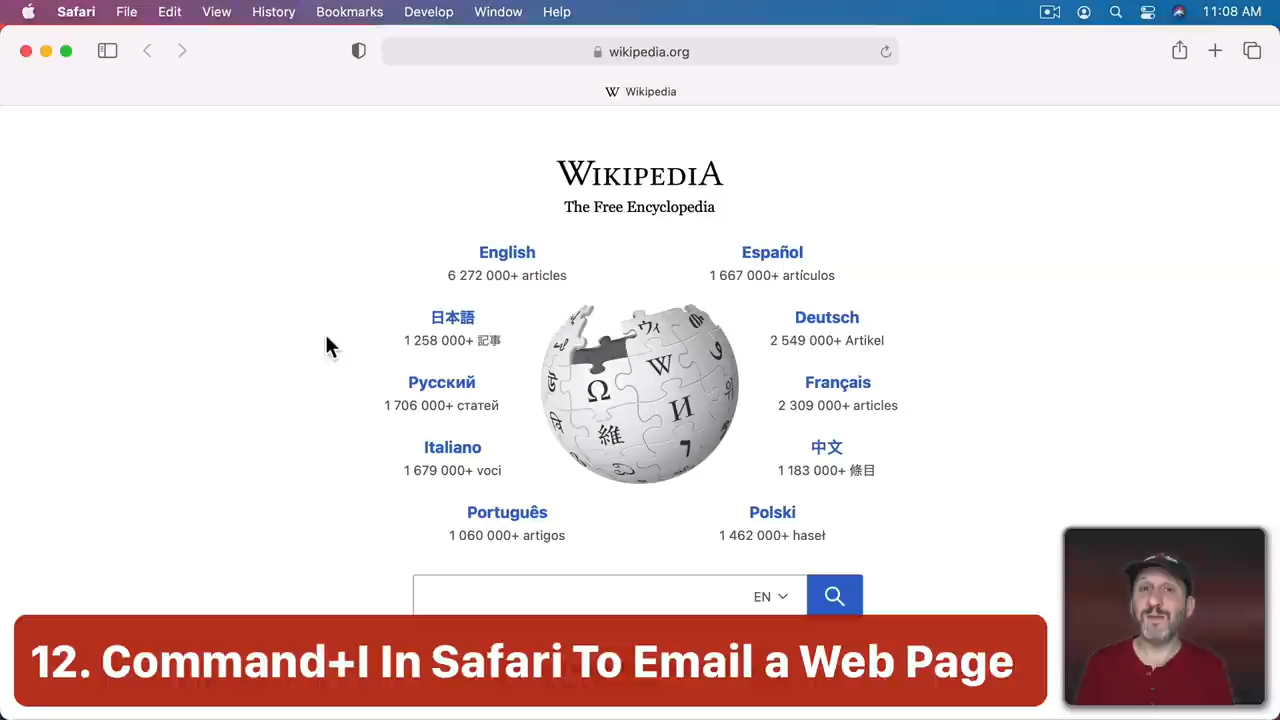 Safari File Edit View History Bookmarks Develop Window Help 11:08 AM
wikipedia.org
W Wikipedia
WIKIPEDIA
The Free Encyclopedia
English Español
6 272 000+ articles 1 667 000+ artículos
日本語 Deutsch
1 258 000+ 記事 2 549 000+ Artikel
Русский Français
1 706 000+ статей 2 309 000+ articles
Italiano 中文
1 679 000+ voci 1 183 000+ 條目
Português Polski
1 060 000+ artigos 1 462 000+ haseł
Ω W И 維 ウィ 7
EN
12. Command+I In Safari To Email a Web Page